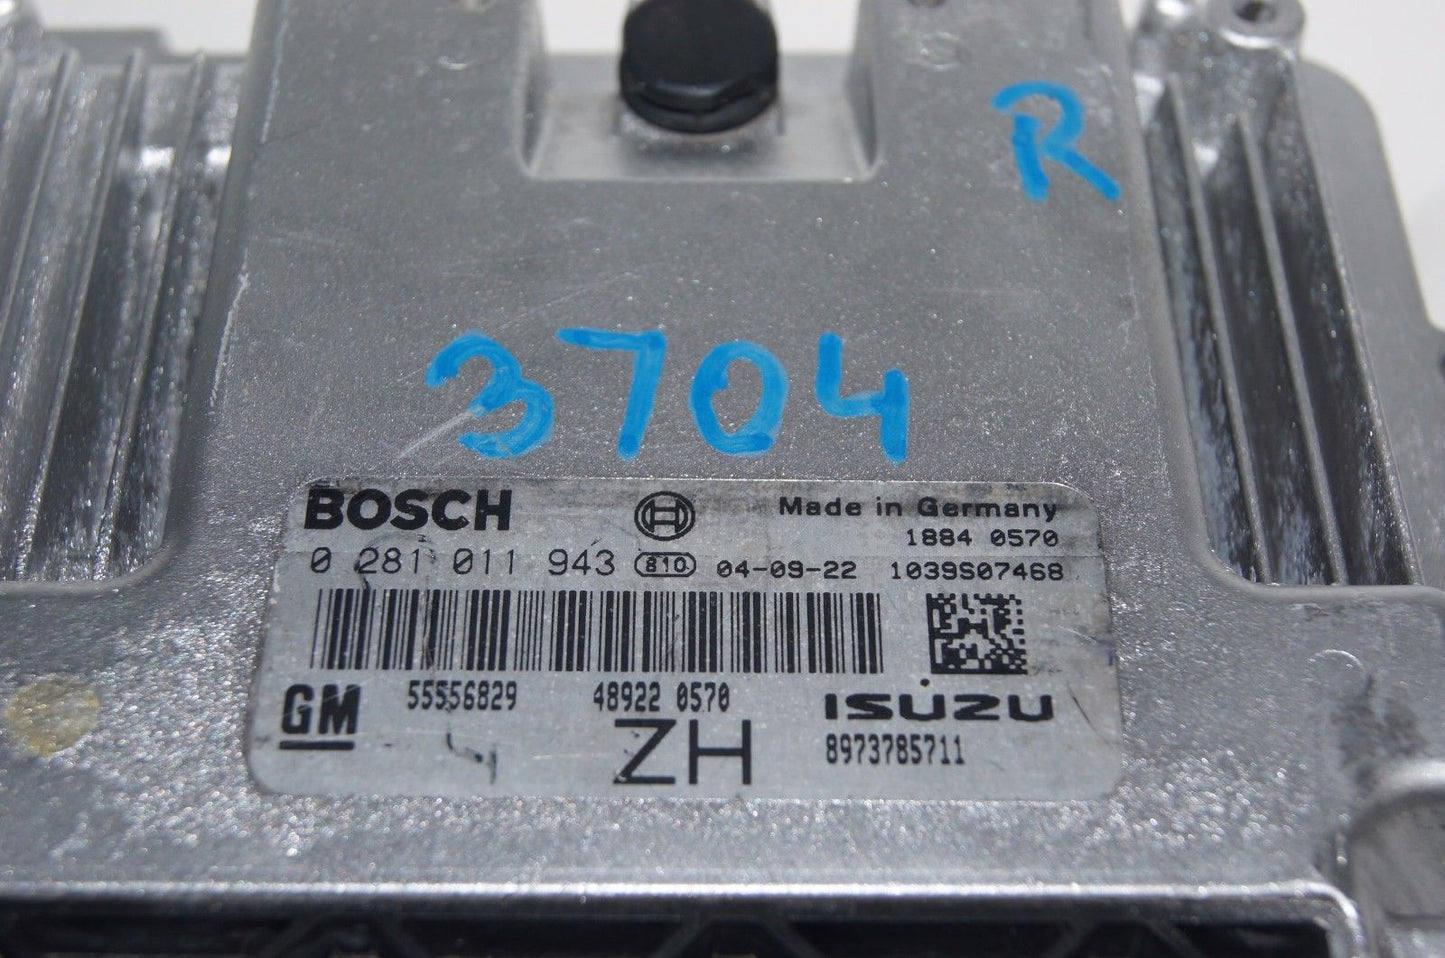 R
3704
BOSCH Made in Germany
1884 0570
0 281 011 943 810 04-09-22 1039S07468
GM 55556829 48922 0570 ISUZU
4 ZH 8973785711